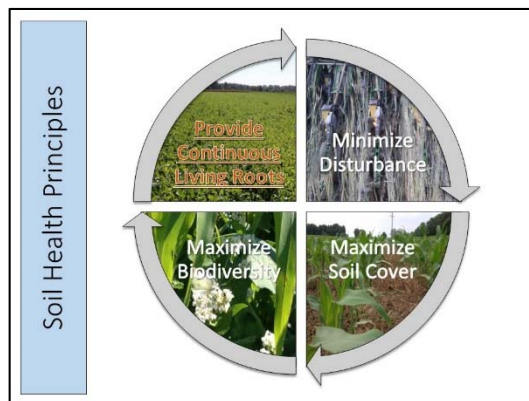 Soil Health Principles
Provide
Continuous
Living Roots
Minimize
Disturbance
Maximize
Biodiversity
Maximize
Soil Cover